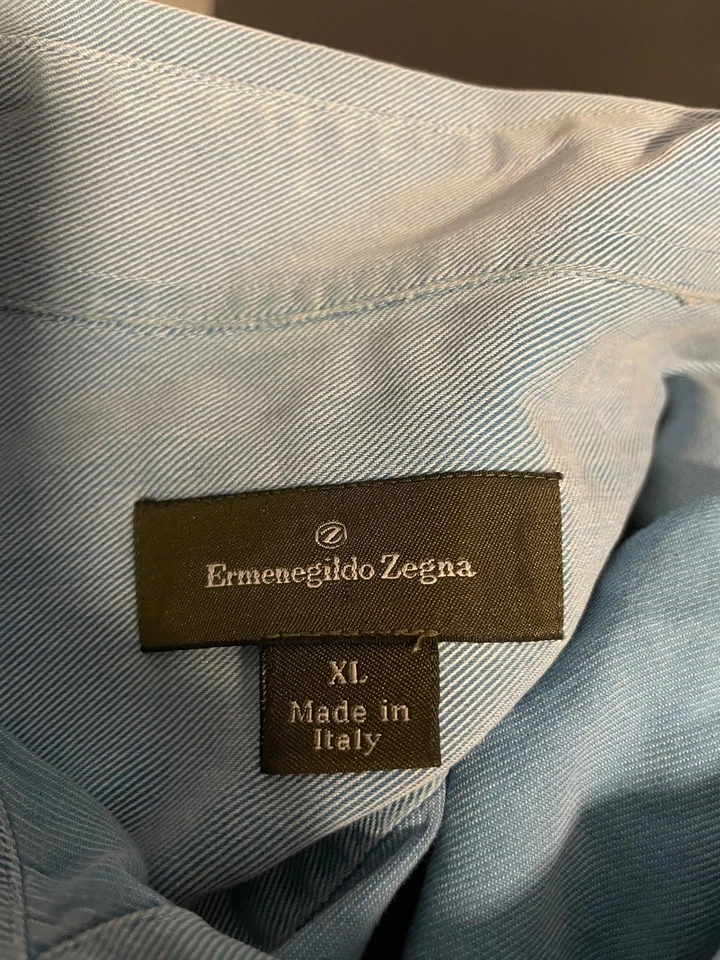 Ermenegildo Zegna
XL
Made in
Italy